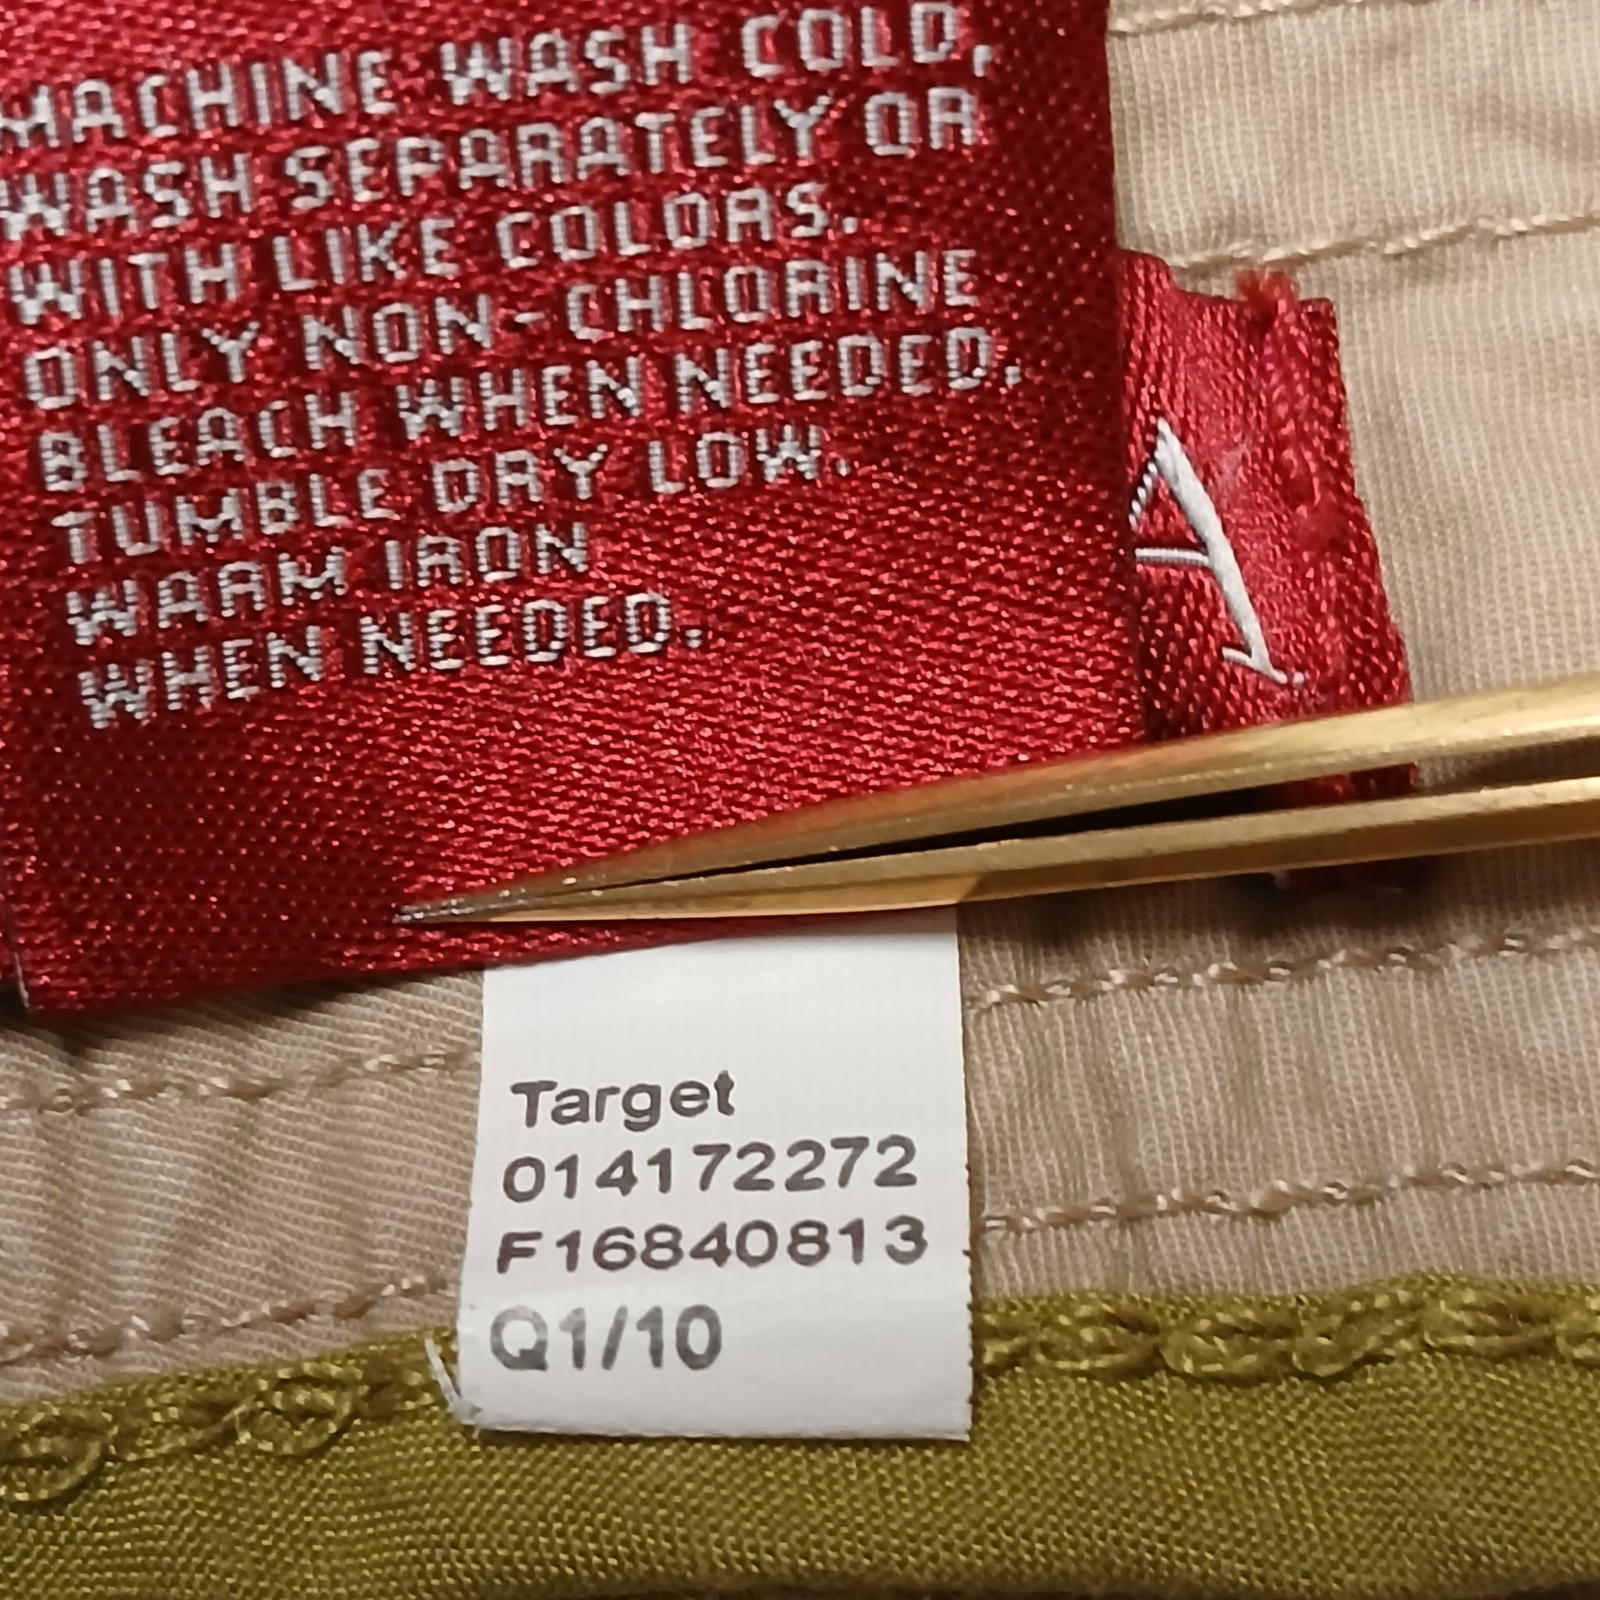 MACHINE WASH COLD,
WASH SEPARATELY OR
WITH LIKE COLORS.
ONLY NON-CHLORINE
BLEACH WHEN NEEDED.
TUMBLE DRY LOW.
WARM IRON
WHEN NEEDED.
A
Target
014172272
F16840813
Q1/10